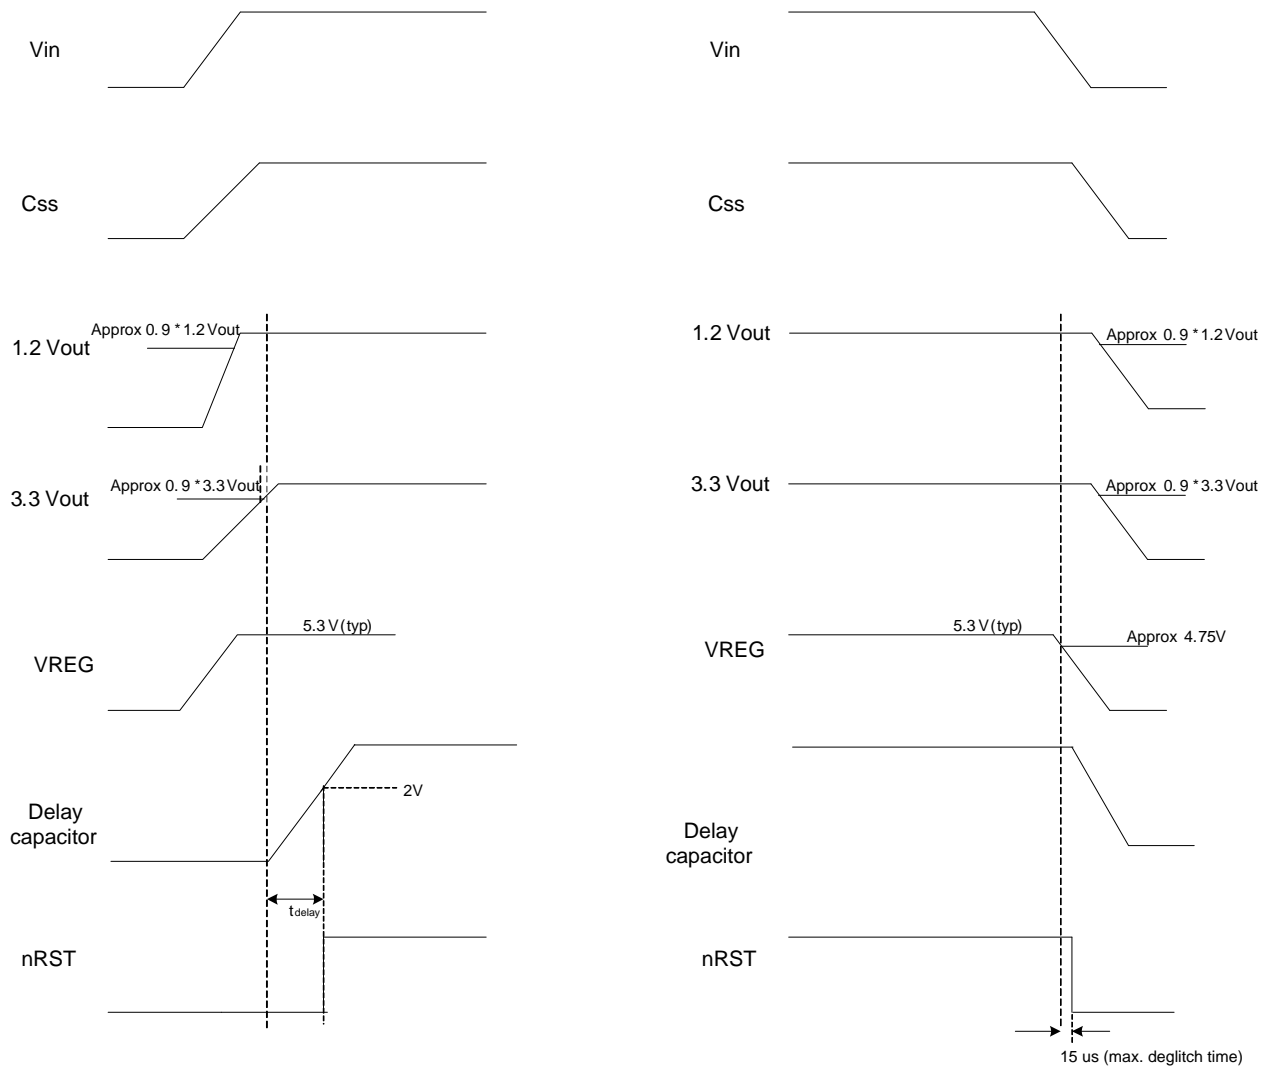 Vin
Vin
Css
Css
Approx 0.9 * 1.2 Vout
1.2 Vout
1.2 Vout
Approx 0.9 * 1.2 Vout
Approx 0.9 * 3.3 Vout
3.3 Vout
3.3 Vout
Approx 0.9 * 3.3 Vout
5.3 V (typ)
VREG
5.3 V (typ)
VREG
Approx 4.75V
2V
Delay
capacitor
Delay
capacitor
tdelay
nRST
nRST
15 us (max. deglitch time)